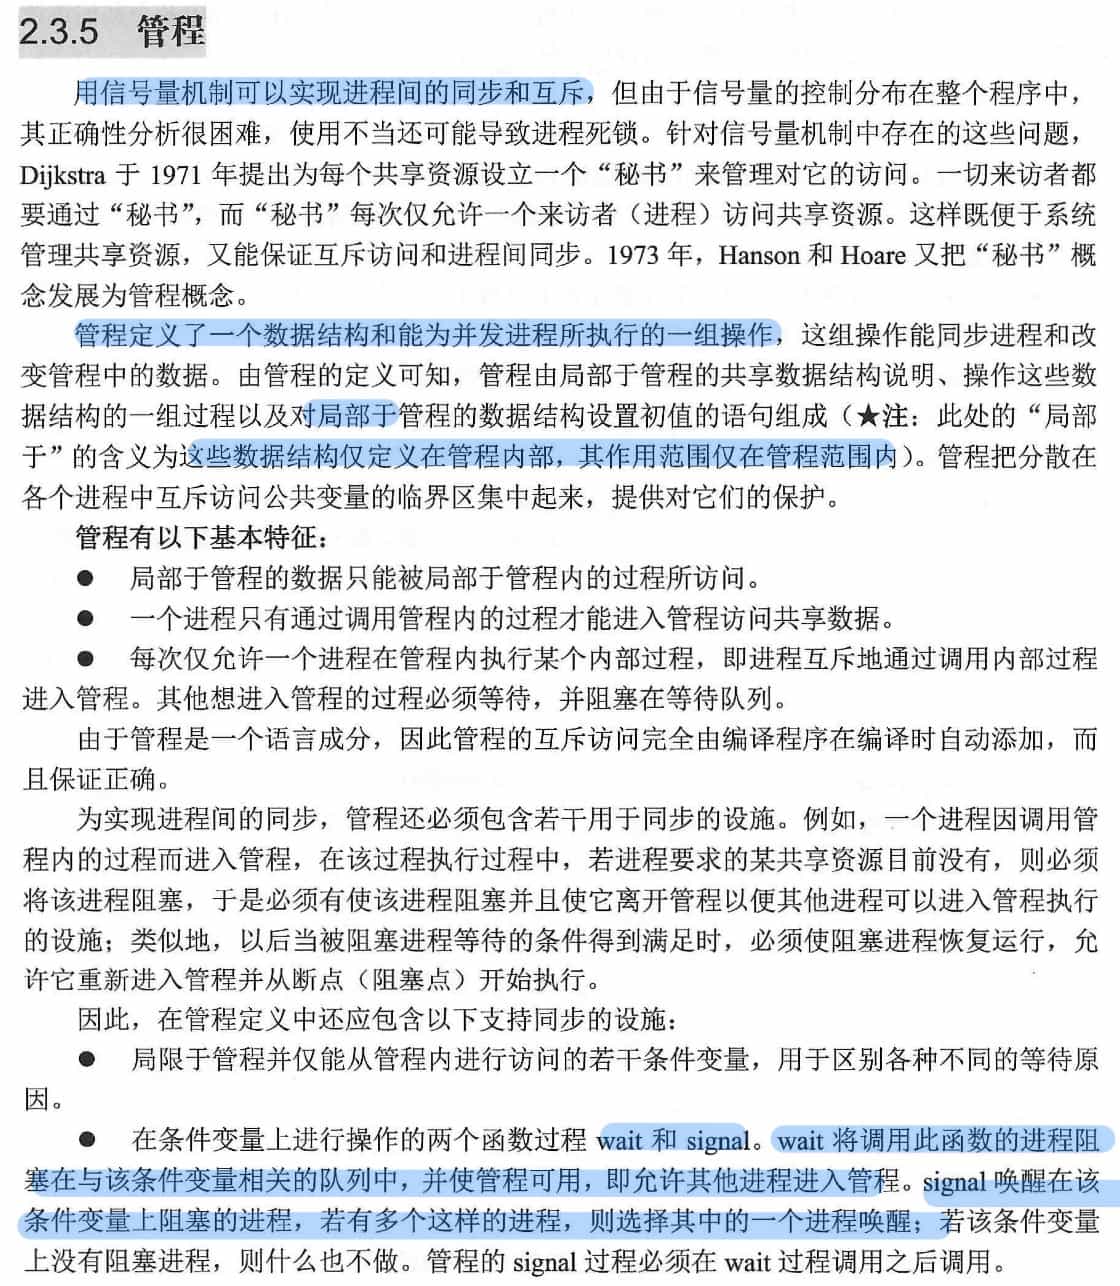 2.3.5 管程
用信号量机制可以实现进程间的同步和互斥，但由于信号量的控制分布在整个程序中，
其正确性分析很困难，使用不当还可能导致进程死锁。针对信号量机制中存在的这些问题，
Dijkstra 于 1971 年提出为每个共享资源设立一个“秘书”来管理对它的访问。一切来访者都
要通过“秘书”，而“秘书”每次仅允许一个来访者（进程）访问共享资源。这样既便于系统
管理共享资源，又能保证互斥访问和进程间同步。1973 年，Hanson 和 Hoare 又把“秘书”概
念发展为管程概念。
管程定义了一个数据结构和能为并发进程所执行的一组操作，这组操作能同步进程和改
变管程中的数据。由管程的定义可知，管程由局部于管程的共享数据结构说明、操作这些数
据结构的一组过程以及对局部于管程的数据结构设置初值的语句组成（★注：此处的“局部
于”的含义为这些数据结构仅定义在管程内部，其作用范围仅在管程范围内）。管程把分散在
各个进程中互斥访问公共变量的临界区集中起来，提供对它们的保护。
管程有以下基本特征：
● 局部于管程的数据只能被局部于管程内的过程所访问。
● 一个进程只有通过调用管程内的过程才能进入管程访问共享数据。
● 每次仅允许一个进程在管程内执行某个内部过程，即进程互斥地通过调用内部过程
进入管程。其他想进入管程的过程必须等待，并阻塞在等待队列。
由于管程是一个语言成分，因此管程的互斥访问完全由编译程序在编译时自动添加，而
且保证正确。
为实现进程间的同步，管程还必须包含若干用于同步的设施。例如，一个进程因调用管
程内的过程而进入管程，在该过程执行过程中，若进程要求的某共享资源目前没有，则必须
将该进程阻塞，于是必须有使该进程阻塞并且使它离开管程以便其他进程可以进入管程执行
的设施；类似地，以后当被阻塞进程等待的条件得到满足时，必须使阻塞进程恢复运行，允
许它重新进入管程并从断点（阻塞点）开始执行。
因此，在管程定义中还应包含以下支持同步的设施：
● 局限于管程并仅能从管程内进行访问的若干条件变量，用于区别各种不同的等待原
因。
● 在条件变量上进行操作的两个函数过程 wait 和 signal。wait 将调用此函数的进程阻
塞在与该条件变量相关的队列中，并使管程可用，即允许其他进程进入管程。signal 唤醒在该
条件变量上阻塞的进程，若有多个这样的进程，则选择其中的一个进程唤醒；若该条件变量
上没有阻塞进程，则什么也不做。管程的 signal 过程必须在 wait 过程调用之后调用。